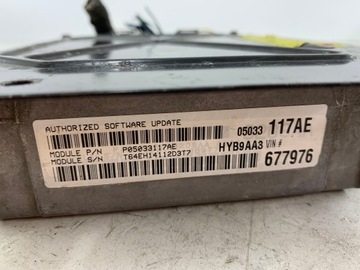 AUTHORIZED SOFTWARE UPDATE
05033 117AE
MODULE P/N P05033117AE
HYB9AA3 VIN #
MODULE S/N T64EH14112D3T7
677976